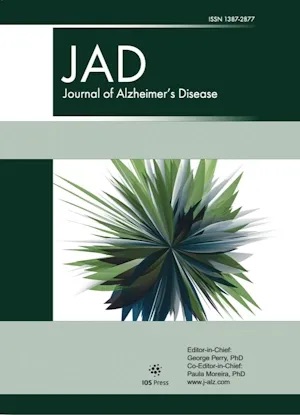 ISSN 1387-2877
JAD
Journal of Alzheimer's Disease
Editor-in-Chief:
George Perry, PhD
Co-Editor-in-Chief:
Paula Moreira, PhD
www.j-alz.com
IOS Press